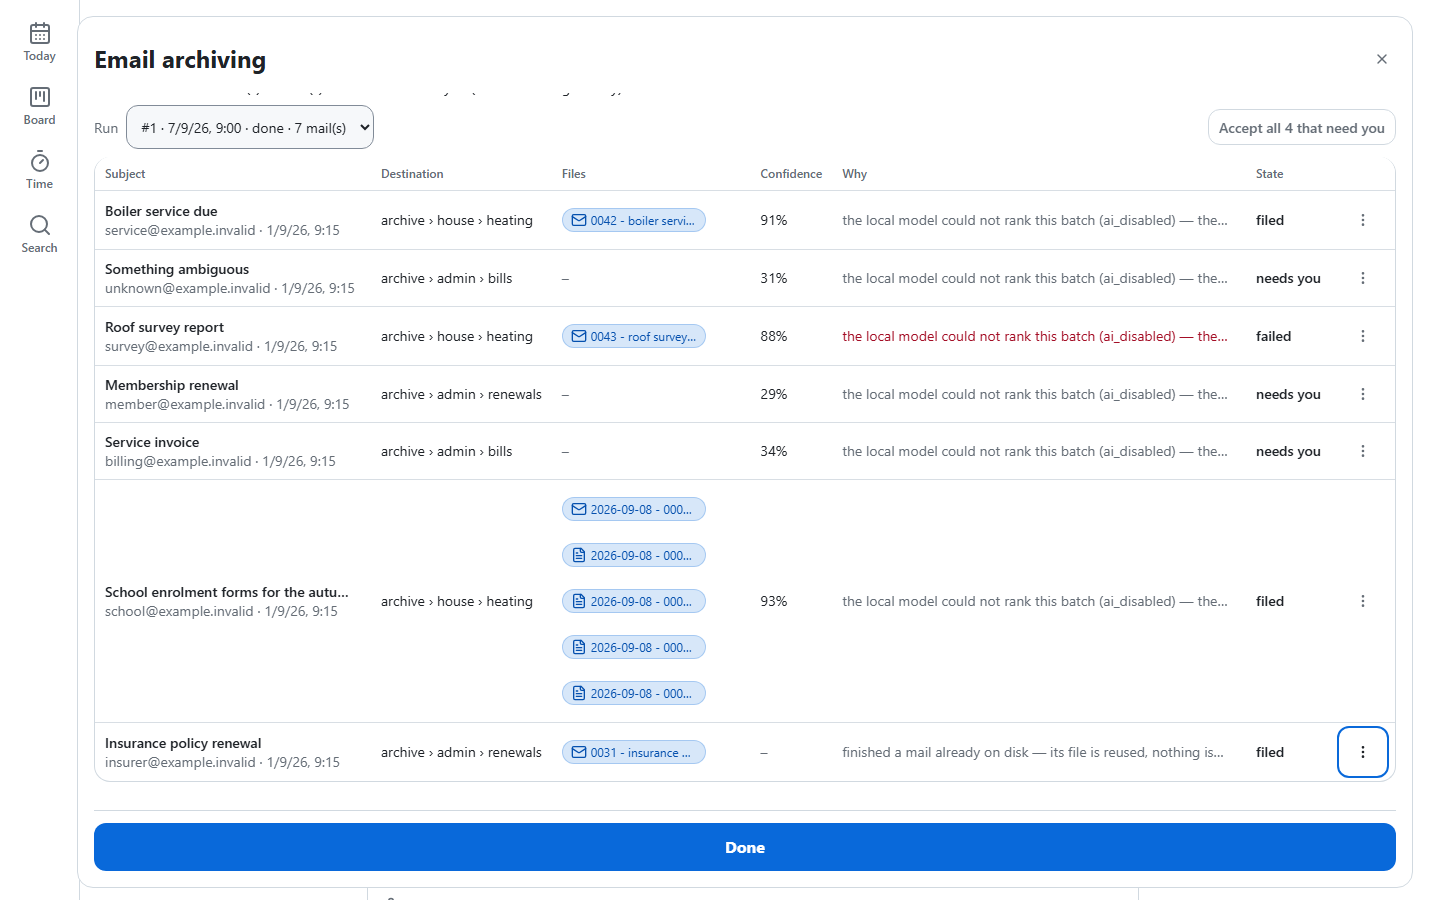 Today
Board
Time
Search
Email archiving
Run
#1 · 7/9/26, 9:00 · done · 7 mail(s)
Accept all 4 that need you
Subject Destination Files Confidence Why State
Boiler service due
service@example.invalid · 1/9/26, 9:15
archive › house › heating
0042 - boiler servi...
91%
the local model could not rank this batch (ai_disabled) — the...
filed
Something ambiguous
unknown@example.invalid · 1/9/26, 9:15
archive › admin › bills
–
31%
the local model could not rank this batch (ai_disabled) — the...
needs you
Roof survey report
survey@example.invalid · 1/9/26, 9:15
archive › house › heating
0043 - roof survey...
88%
the local model could not rank this batch (ai_disabled) — the...
failed
Membership renewal
member@example.invalid · 1/9/26, 9:15
archive › admin › renewals
–
29%
the local model could not rank this batch (ai_disabled) — the...
needs you
Service invoice
billing@example.invalid · 1/9/26, 9:15
archive › admin › bills
–
34%
the local model could not rank this batch (ai_disabled) — the...
needs you
School enrolment forms for the autu...
school@example.invalid · 1/9/26, 9:15
archive › house › heating
2026-09-08 - 000...
2026-09-08 - 000...
2026-09-08 - 000...
2026-09-08 - 000...
2026-09-08 - 000...
93%
the local model could not rank this batch (ai_disabled) — the...
filed
Insurance policy renewal
insurer@example.invalid · 1/9/26, 9:15
archive › admin › renewals
0031 - insurance ...
–
finished a mail already on disk — its file is reused, nothing is...
filed
Done